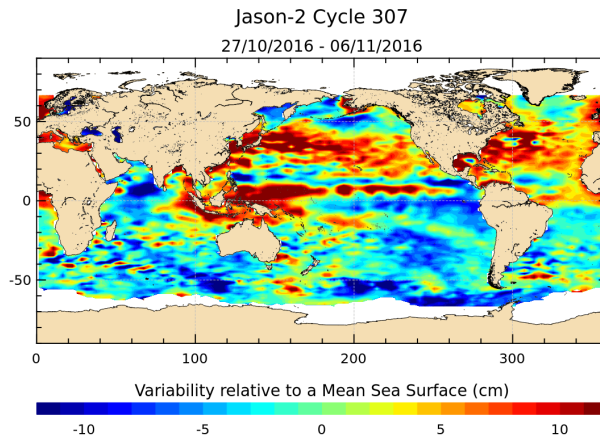 Jason-2 Cycle 307
27/10/2016 - 06/11/2016
50
0
-50
0 100 200 300
Variability relative to a Mean Sea Surface (cm)
-10 -5 0 5 10